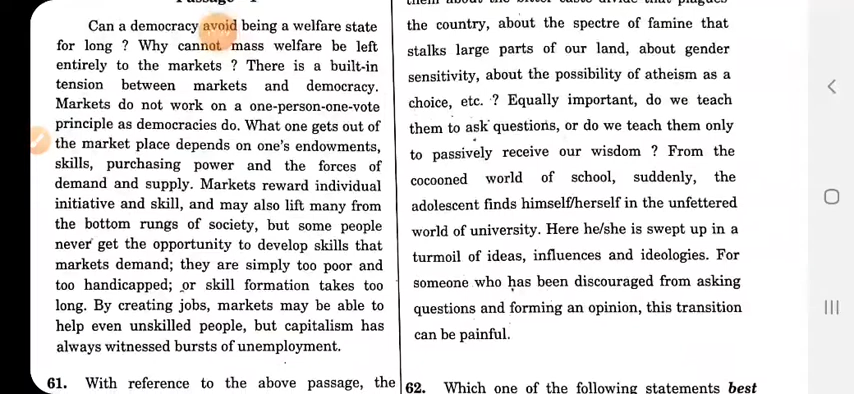 Can a democracy avoid being a welfare state
for long ? Why cannot mass welfare be left
entirely to the markets ? There is a built-in
tension between markets and democracy.
Markets do not work on a one-person-one-vote
principle as democracies do. What one gets out of
the market place depends on one's endowments,
skills, purchasing power and the forces of
demand and supply. Markets reward individual
initiative and skill, and may also lift many from
the bottom rungs of society, but some people
never get the opportunity to develop skills that
markets demand; they are simply too poor and
too handicapped; or skill formation takes too
long. By creating jobs, markets may be able to
help even unskilled people, but capitalism has
always witnessed bursts of unemployment.
61. With reference to the above passage, the
the country, about the spectre of famine that
stalks large parts of our land, about gender
sensitivity, about the possibility of atheism as a
choice, etc. ? Equally important, do we teach
them to ask questions, or do we teach them only
to passively receive our wisdom ? From the
cocooned world of school, suddenly, the
adolescent finds himself/herself in the unfettered
world of university. Here he/she is swept up in a
turmoil of ideas, influences and ideologies. For
someone who has been discouraged from asking
questions and forming an opinion, this transition
can be painful.
62. Which one of the following statements best